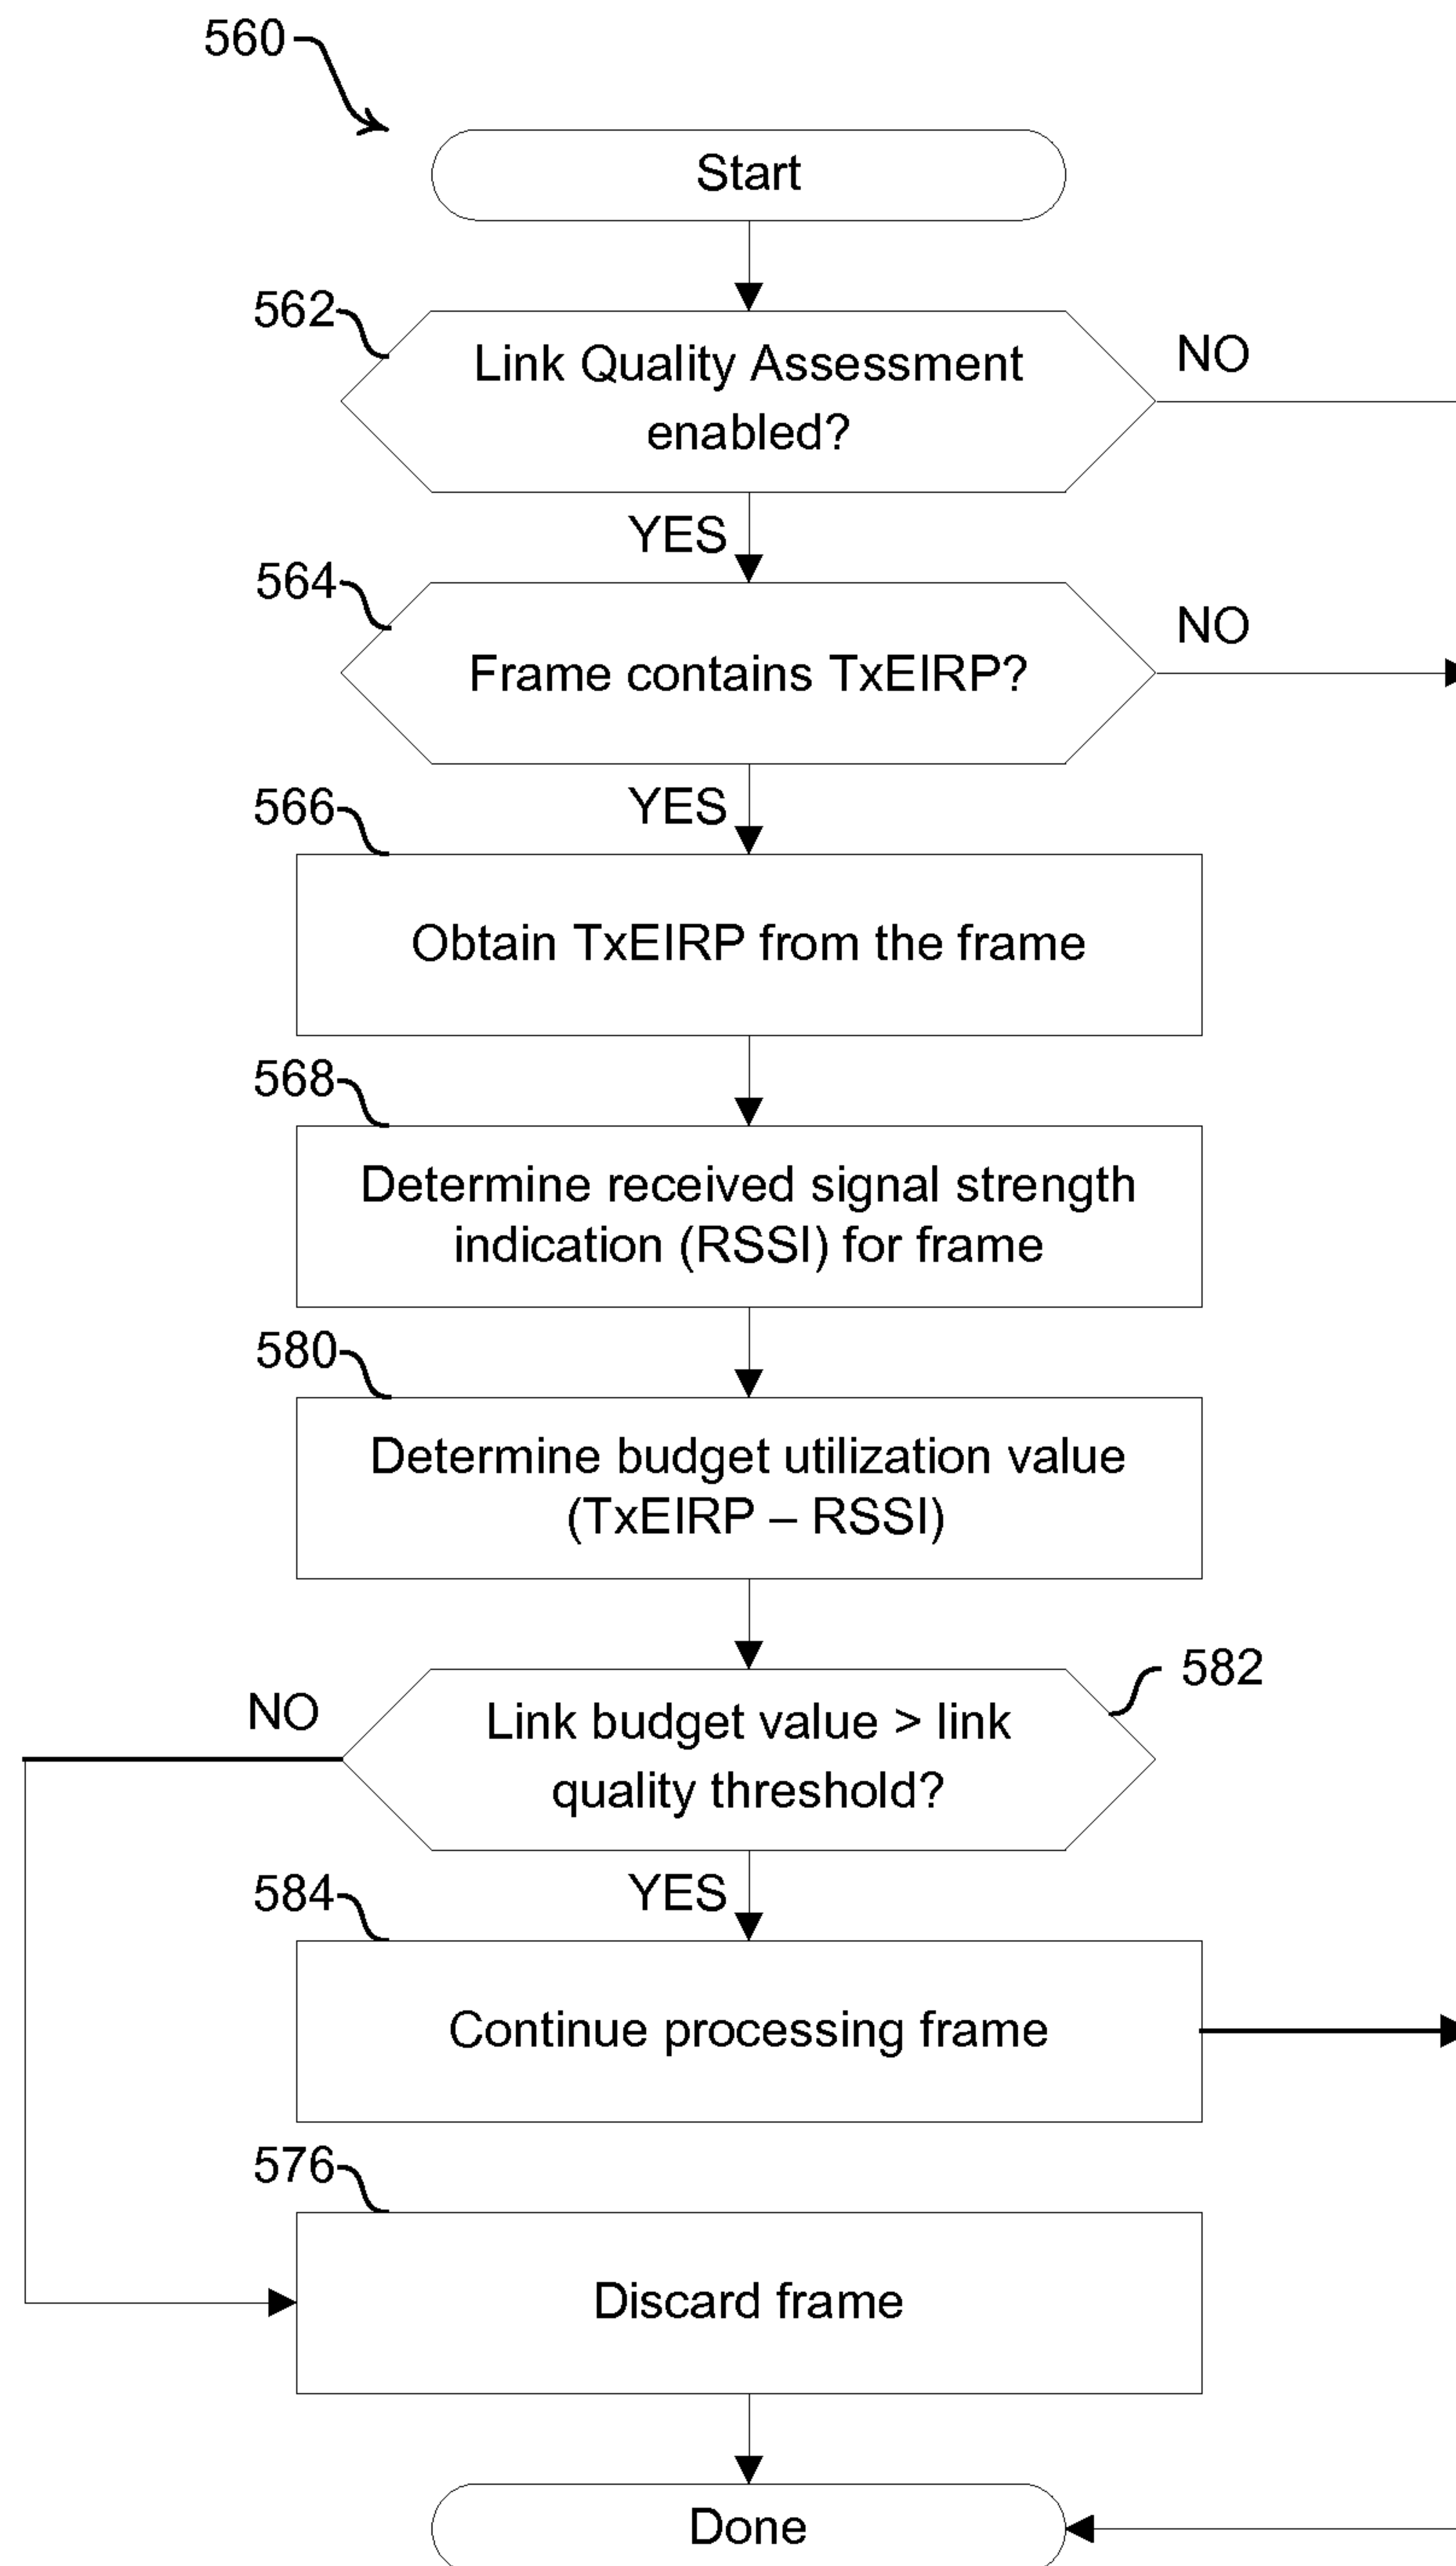 560
Start
562
Link Quality Assessment
enabled?
NO
YES
564
Frame contains TxEIRP?
NO
YES
566
Obtain TxEIRP from the frame
568
Determine received signal strength
indication (RSSI) for frame
580
Determine budget utilization value
(TxEIRP – RSSI)
582
NO
Link budget value > link
quality threshold?
YES
584
Continue processing frame
576
Discard frame
Done